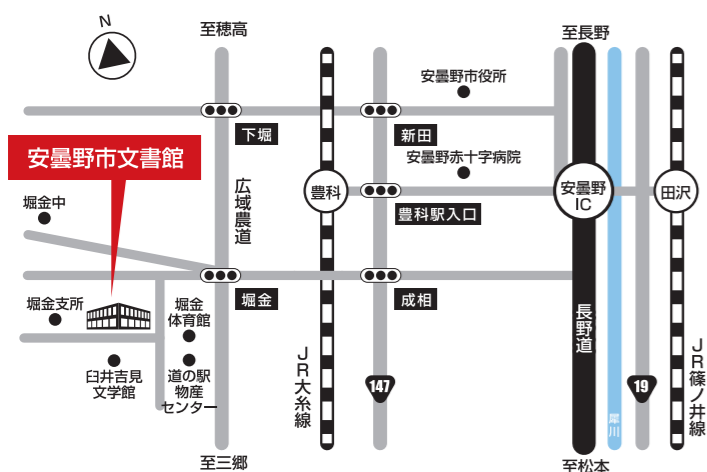 N
至穂高
至長野
安曇野市役所
下堀
新田
安曇野市文書館
安曇野赤十字病院
広域農道
豊科
安曇野
IC
田沢
堀金中
豊科駅入口
堀金
成相
堀金支所
堀金
体育館
臼井吉見
文学館
道の駅
物産
センター
JR大糸線
147
長野道
19
JR篠ノ井線
犀川
至三郷
至松本